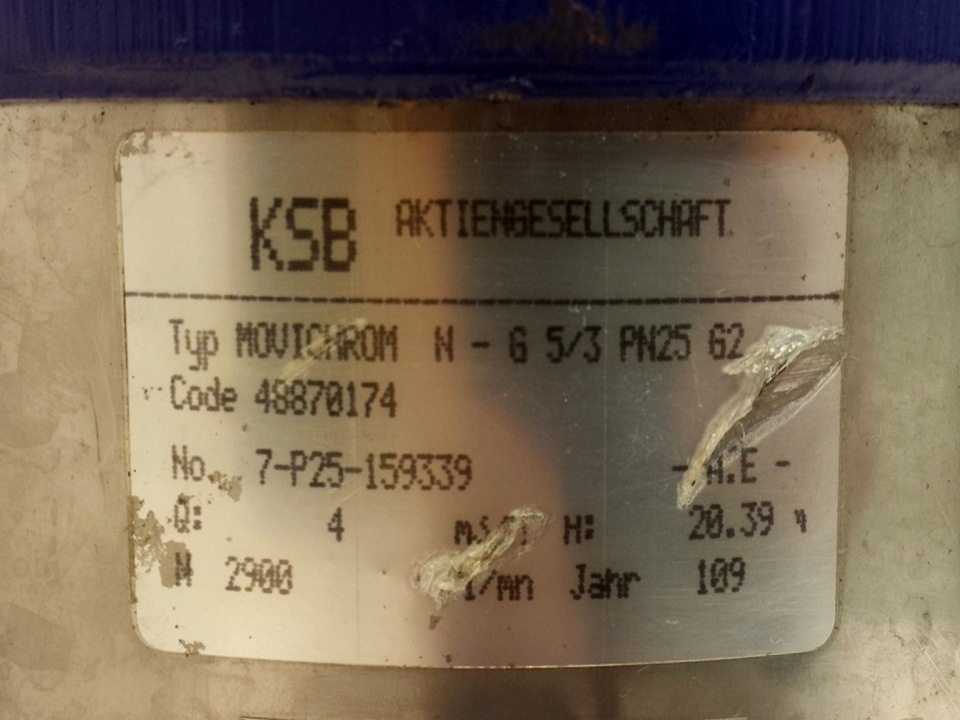 KSB AKTIENGESELLSCHAFT
Typ MOVICHROM N - G 5/3 PN25 G2
Code 48870174
No. 7-P25-159339
Q: 4 H: 20.39
N 2900 1/mn Jahr 109